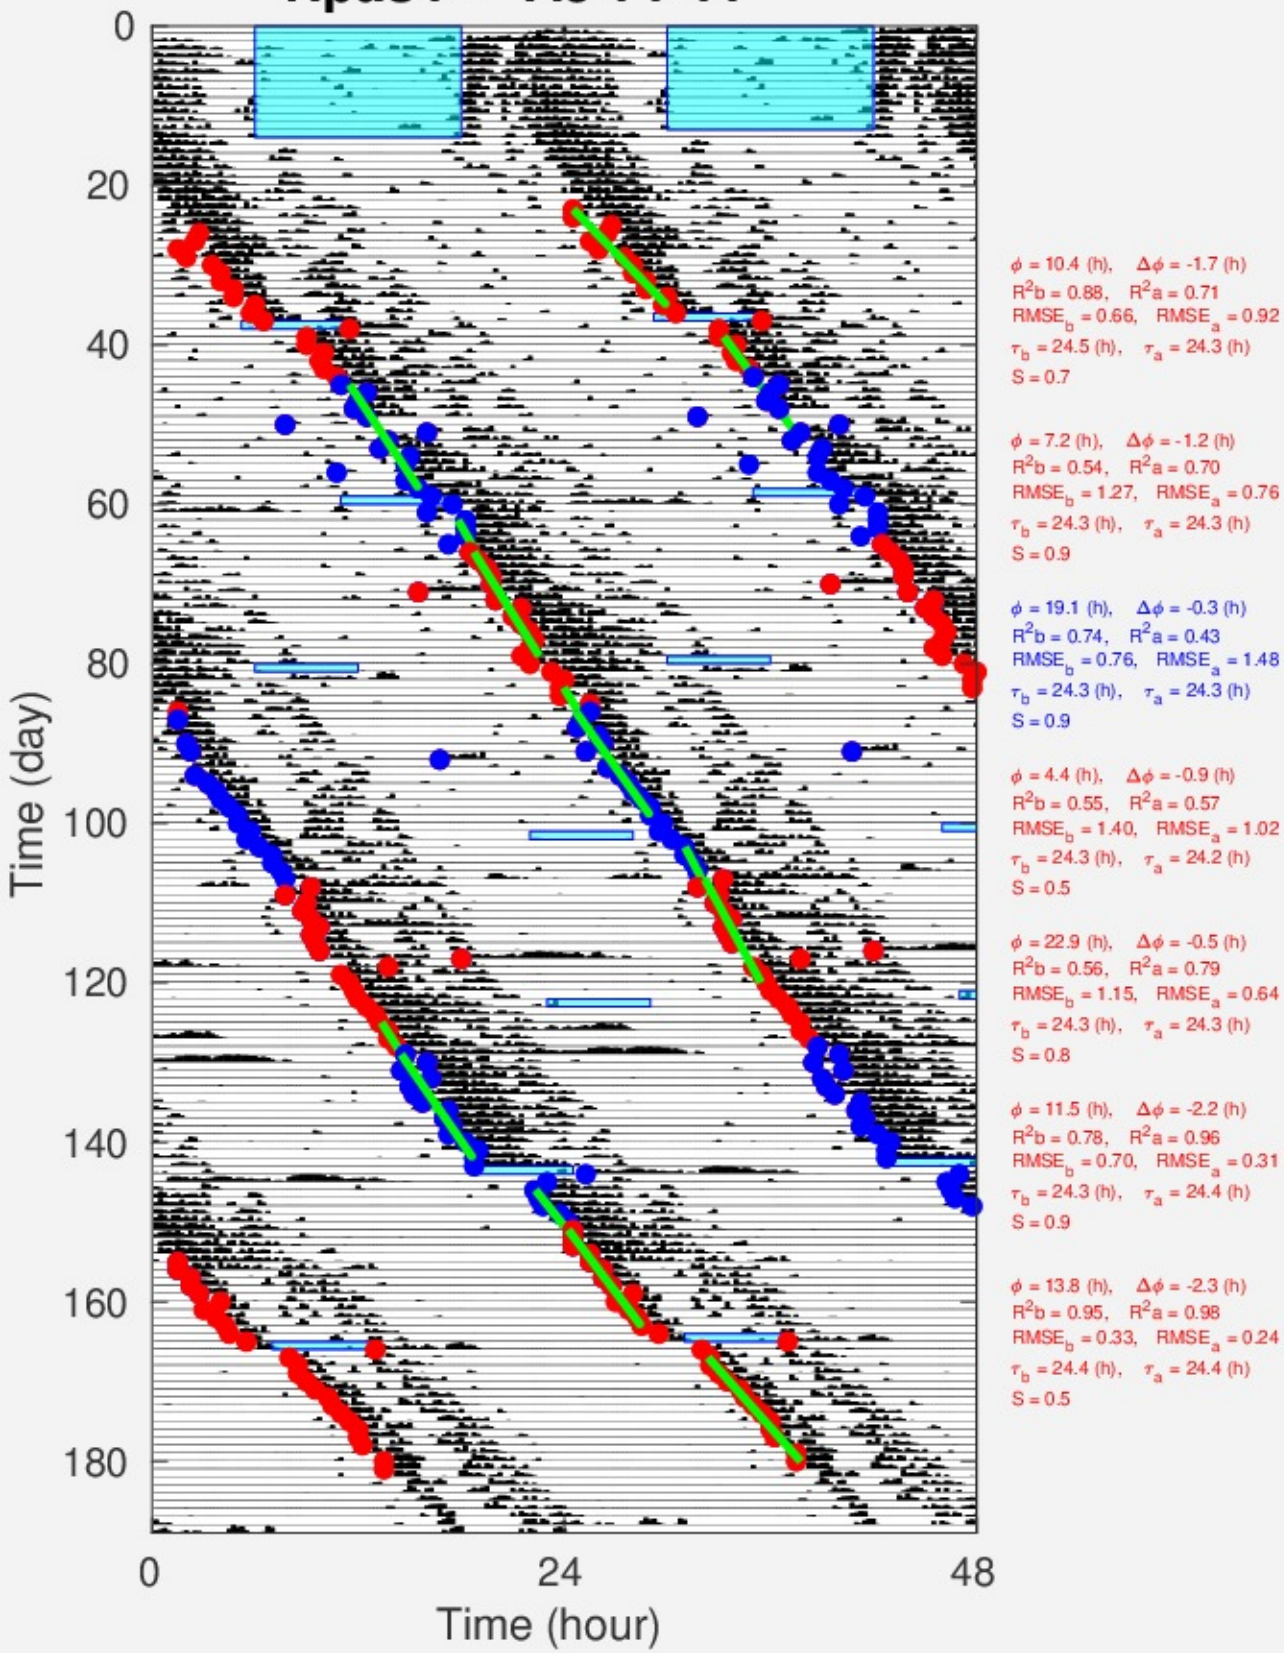 0
20
40
60
80
100
120
140
160
180
Time (day)
0 24 48
Time (hour)
ϕ = 10.4 (h), Δϕ = -1.7 (h)
R²b = 0.88, R²a = 0.71
RMSE_b = 0.66, RMSE_a = 0.92
τ_b = 24.5 (h), τ_a = 24.3 (h)
S = 0.7
ϕ = 7.2 (h), Δϕ = -1.2 (h)
R²b = 0.54, R²a = 0.70
RMSE_b = 1.27, RMSE_a = 0.76
τ_b = 24.3 (h), τ_a = 24.3 (h)
S = 0.9
ϕ = 19.1 (h), Δϕ = -0.3 (h)
R²b = 0.74, R²a = 0.43
RMSE_b = 0.76, RMSE_a = 1.48
τ_b = 24.3 (h), τ_a = 24.3 (h)
S = 0.9
ϕ = 4.4 (h), Δϕ = -0.9 (h)
R²b = 0.55, R²a = 0.57
RMSE_b = 1.40, RMSE_a = 1.02
τ_b = 24.3 (h), τ_a = 24.2 (h)
S = 0.5
ϕ = 22.9 (h), Δϕ = -0.5 (h)
R²b = 0.56, R²a = 0.79
RMSE_b = 1.15, RMSE_a = 0.64
τ_b = 24.3 (h), τ_a = 24.3 (h)
S = 0.8
ϕ = 11.5 (h), Δϕ = -2.2 (h)
R²b = 0.78, R²a = 0.96
RMSE_b = 0.70, RMSE_a = 0.31
τ_b = 24.3 (h), τ_a = 24.4 (h)
S = 0.9
ϕ = 13.8 (h), Δϕ = -2.3 (h)
R²b = 0.95, R²a = 0.98
RMSE_b = 0.33, RMSE_a = 0.24
τ_b = 24.4 (h), τ_a = 24.4 (h)
S = 0.5